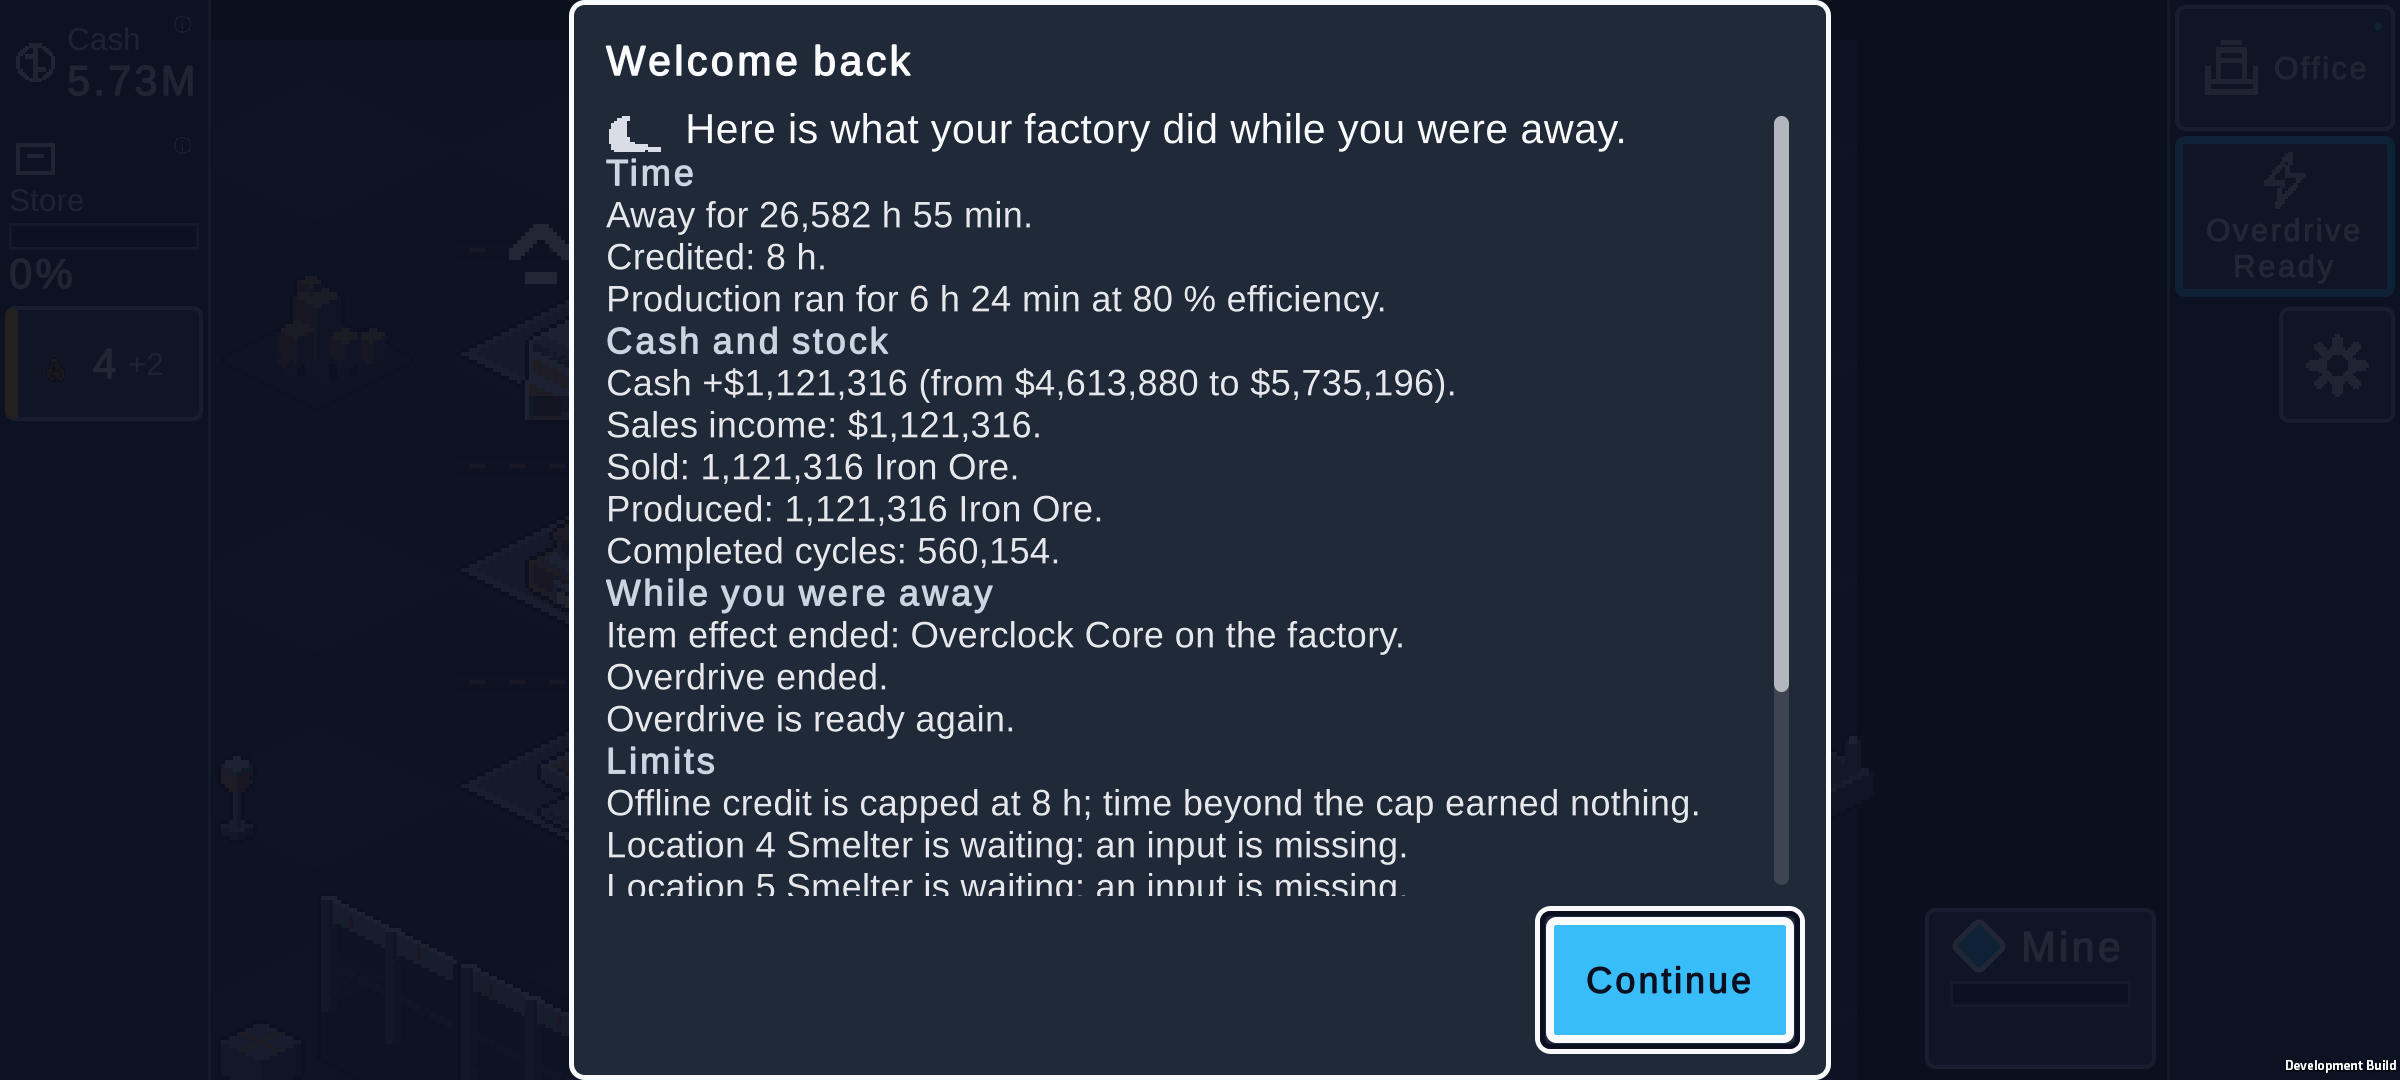 Cash
5.73M
Store
0%
4 +2
Welcome back
Here is what your factory did while you were away.
Time
Away for 26,582 h 55 min.
Credited: 8 h.
Production ran for 6 h 24 min at 80 % efficiency.
Cash and stock
Cash +$1,121,316 (from $4,613,880 to $5,735,196).
Sales income: $1,121,316.
Sold: 1,121,316 Iron Ore.
Produced: 1,121,316 Iron Ore.
Completed cycles: 560,154.
While you were away
Item effect ended: Overclock Core on the factory.
Overdrive ended.
Overdrive is ready again.
Limits
Offline credit is capped at 8 h; time beyond the cap earned nothing.
Location 4 Smelter is waiting: an input is missing.
Location 5 Smelter is waiting: an input is missing.
Continue
Office
Overdrive
Ready
Mine
Development Build